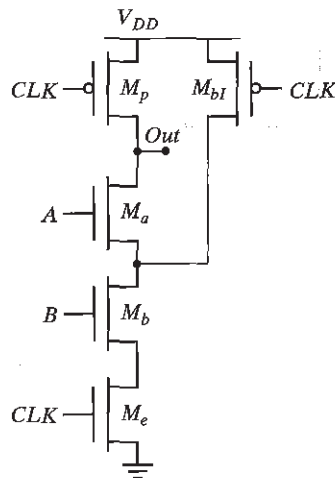 V_DD
CLK M_p M_bl CLK
Out
A M_a
B M_b
CLK M_e